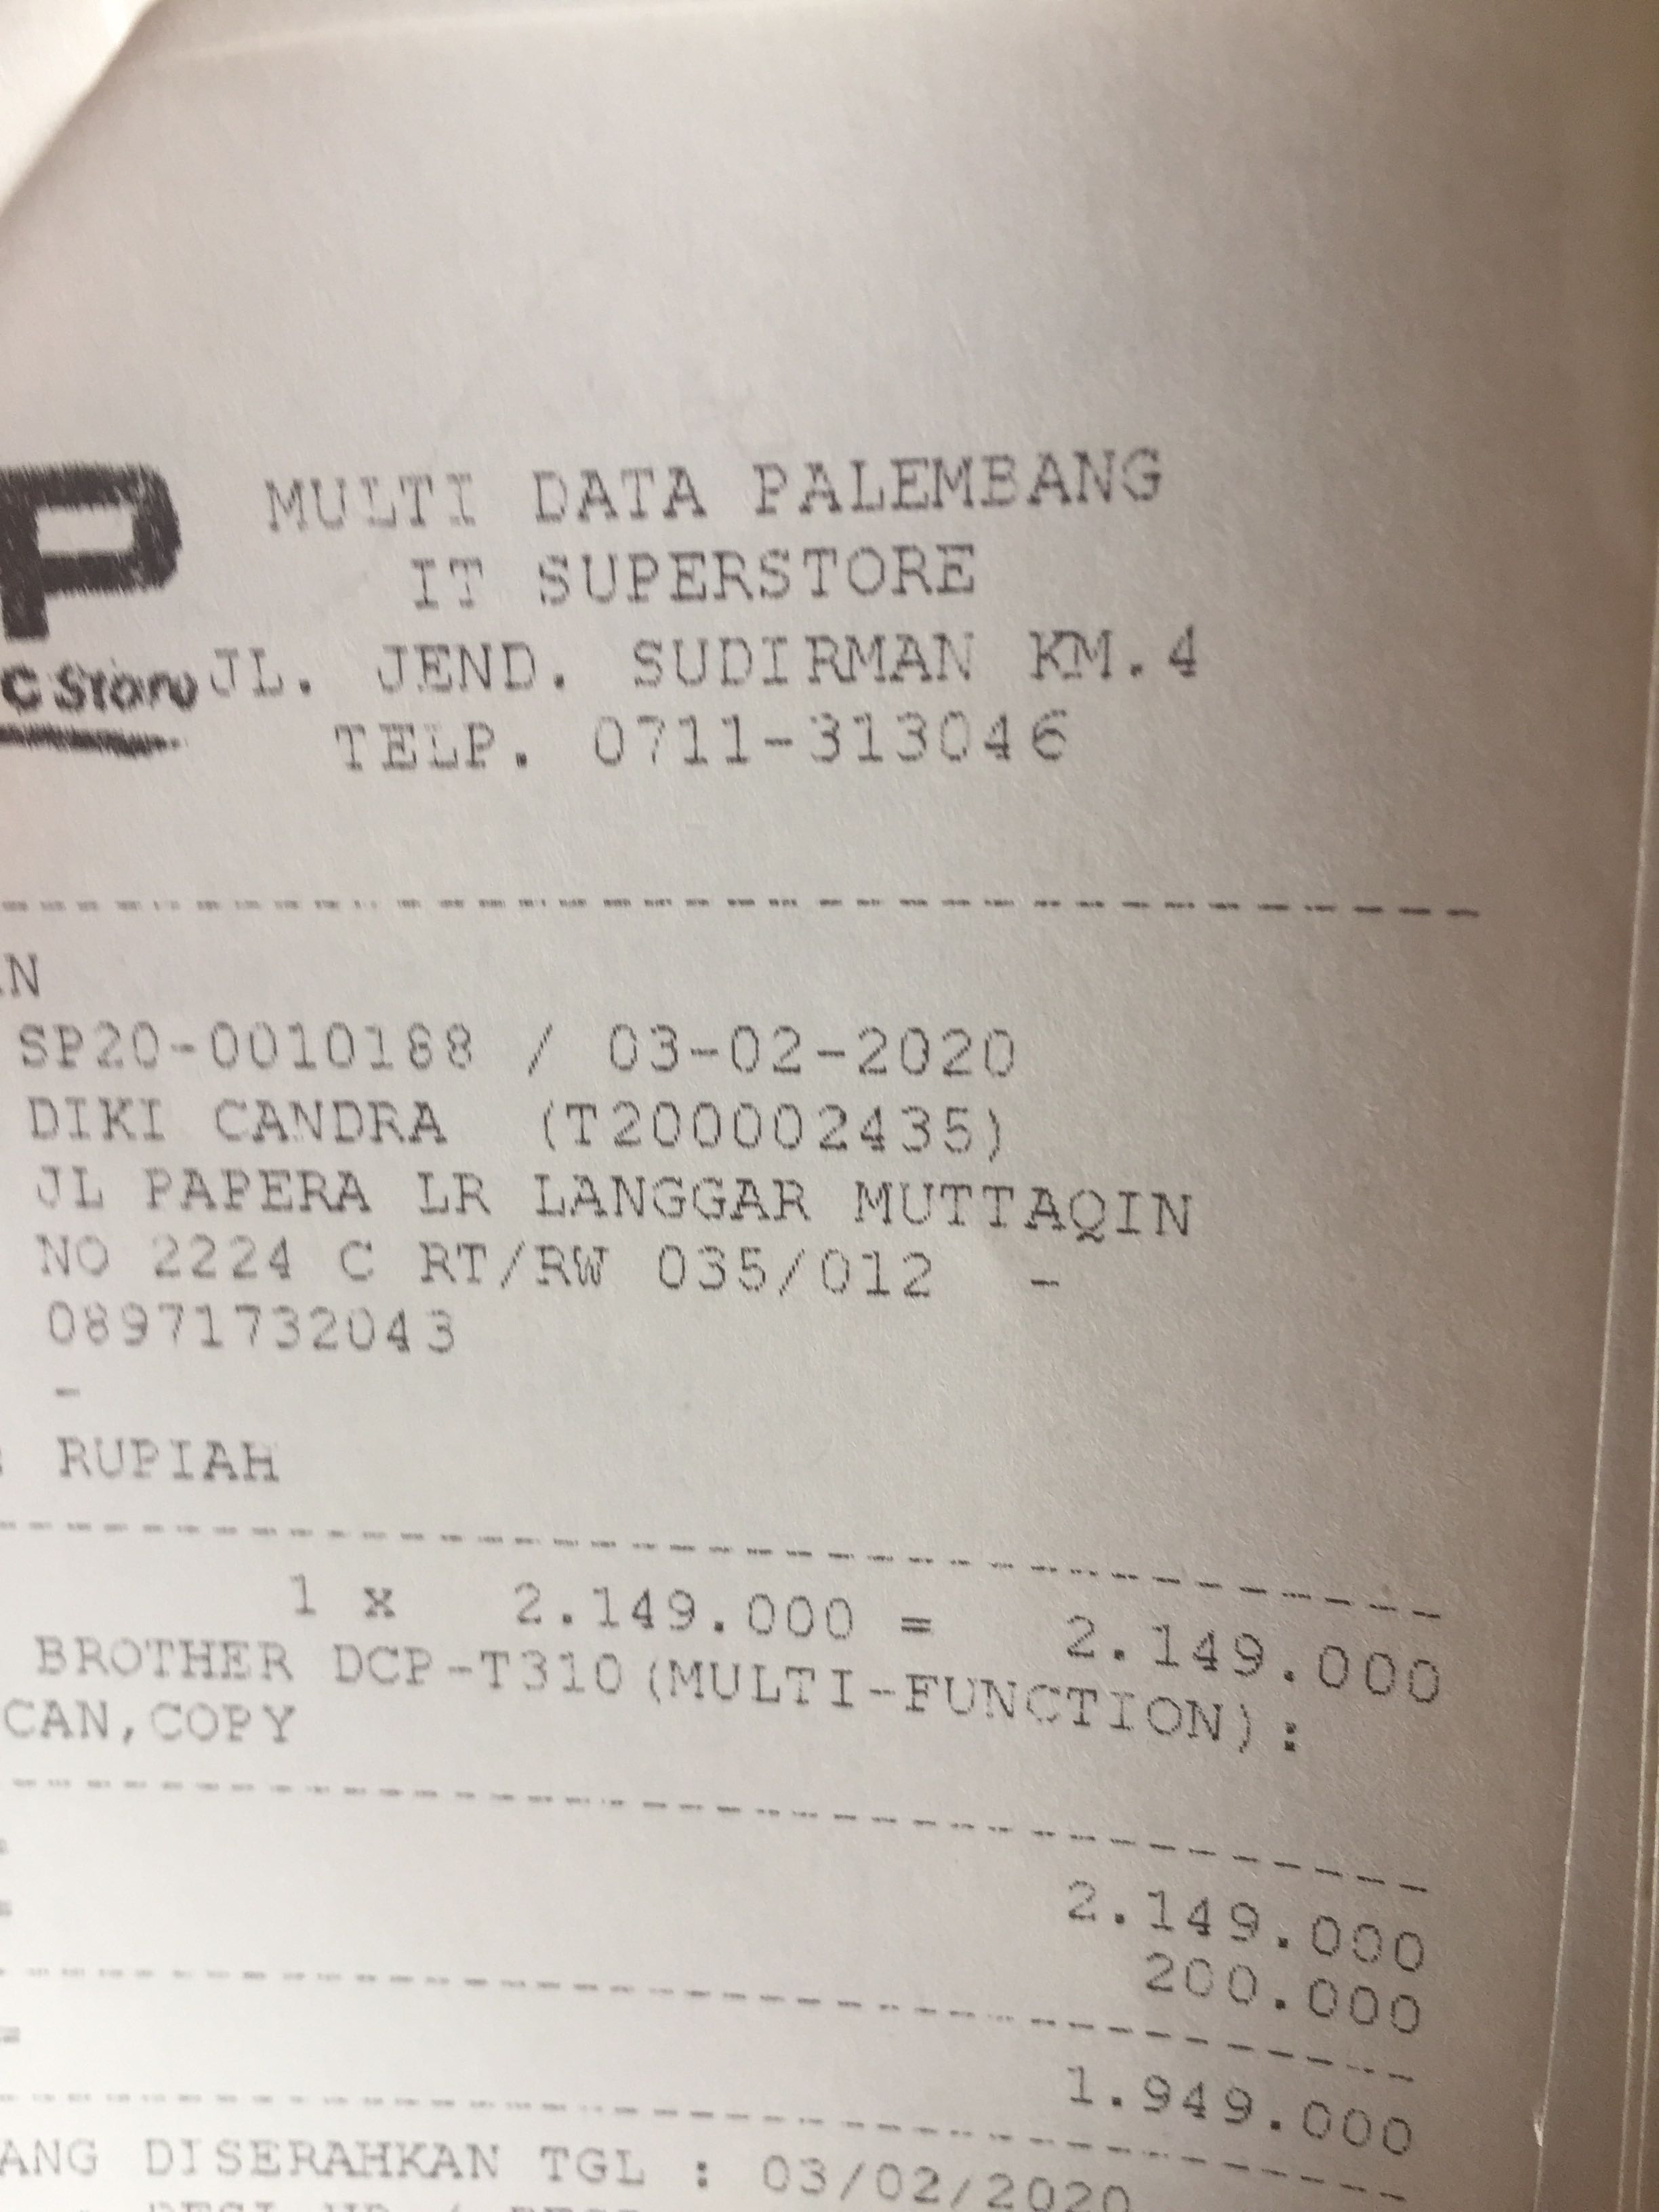 P
MULTI DATA PALEMBANG
IT SUPERSTORE
JL. JEND. SUDIRMAN KM.4
TELP. 0711-313046
SP20-0010188 / 03-02-2020
DIKI CANDRA (T200002435)
JL PAPERA LR LANGGAR MUTTAQIN
NO 2224 C RT/RW 035/012 -
08971732043
-
: RUPIAH
1 x 2.149.000 = 2.149.000
BROTHER DCP-T310(MULTI-FUNCTION):
CAN,COPY
2.149.000
200.000
= 1.949.000
ANG DISERAHKAN TGL : 03/02/2020